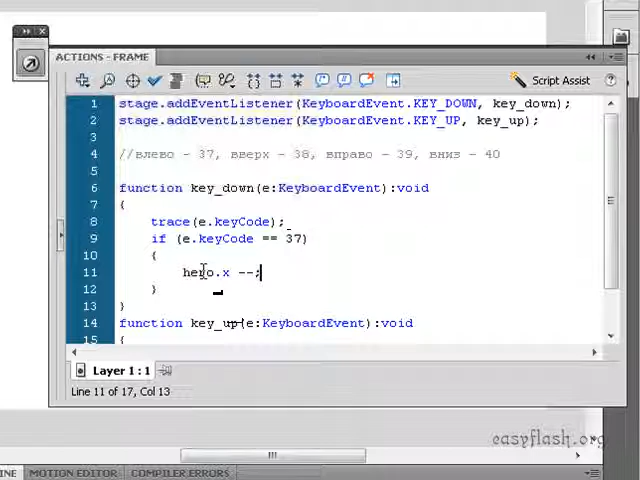 ACTIONS - FRAME
Script Assist
1 stage.addEventListener(KeyboardEvent.KEY_DOWN, key_down);
2 stage.addEventListener(KeyboardEvent.KEY_UP, key_up);
3
4 //влево - 37, вверх - 38, вправо - 39, вниз - 40
5
6 function key_down(e:KeyboardEvent):void
7 {
8 trace(e.keyCode);
9 if (e.keyCode == 37)
10 {
11 hero.x --;
12 }
13 }
14 function key_up(e:KeyboardEvent):void
15 {
Layer 1 : 1
Line 11 of 17, Col 13
easyflash.org
INE MOTION EDITOR COMPILER ERRORS